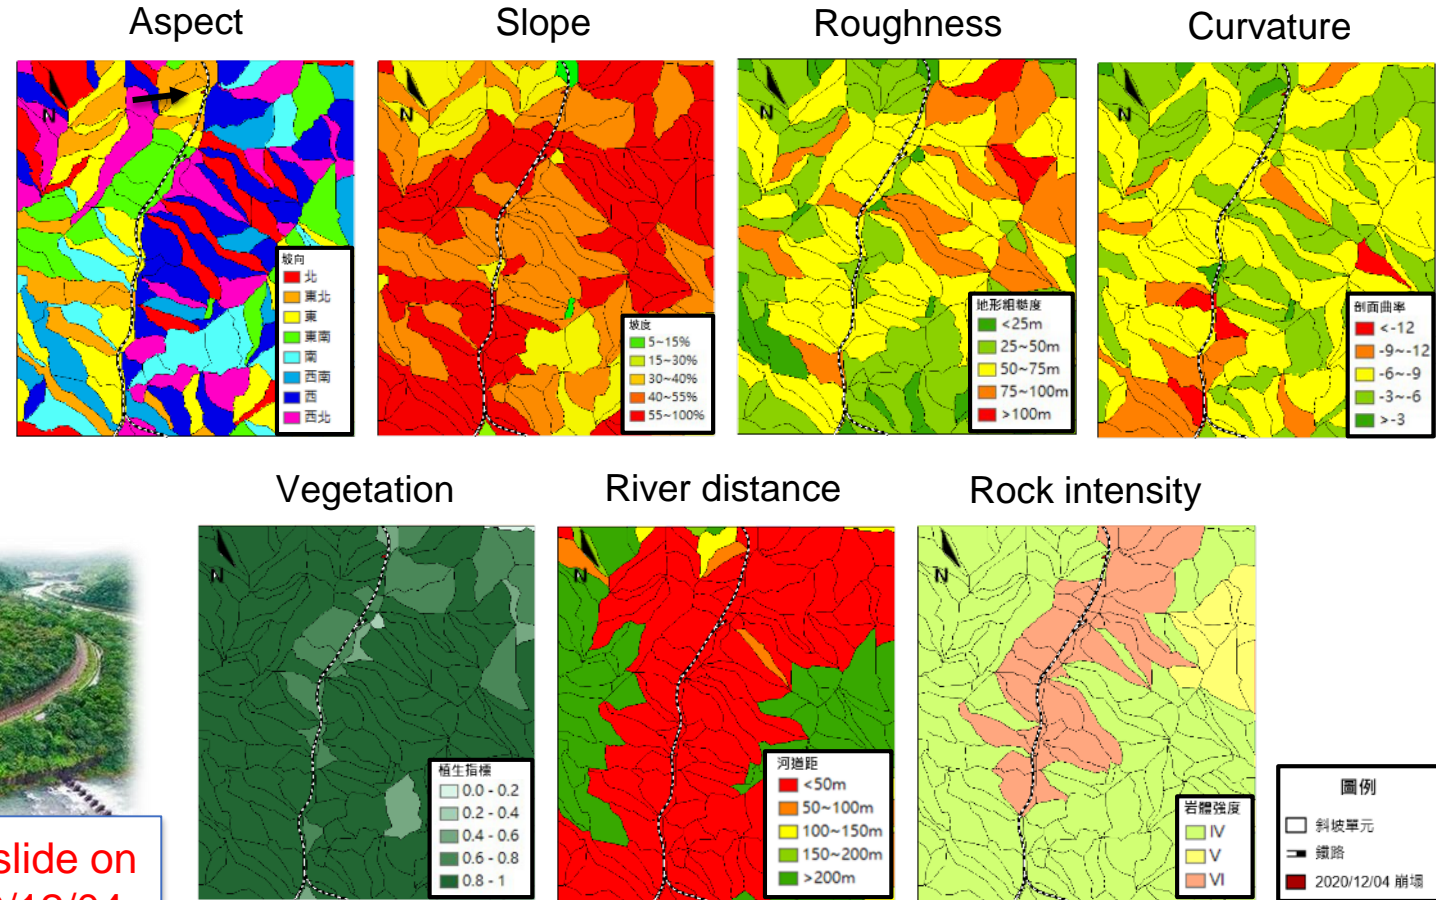 Aspect
Slope
Roughness
Curvature
N
N
N
N
坡向
北
東北
東
東南
南
西南
西
西北
坡度
5~15%
15~30%
30~40%
40~55%
55~100%
地形粗糙度
<25m
25~50m
50~75m
75~100m
>100m
剖面曲率
<-12
-9~-12
-6~-9
-3~-6
>-3
Vegetation
River distance
Rock intensity
N
N
N
植生指標
0.0 - 0.2
0.2 - 0.4
0.4 - 0.6
0.6 - 0.8
0.8 - 1
河道距
<50m
50~100m
100~150m
150~200m
>200m
岩體強度
IV
V
VI
圖例
斜坡單元
鐵路
2020/12/04 崩塌
slide on
/12/04